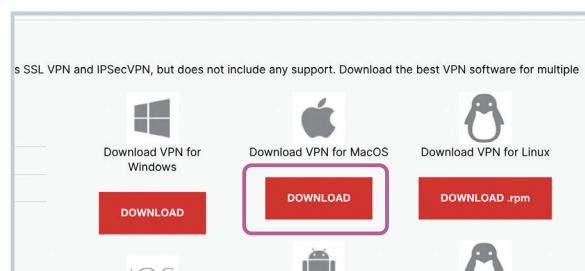 s SSL VPN and IPSecVPN, but does not include any support. Download the best VPN software for multiple
Download VPN for
Windows
Download VPN for MacOS
Download VPN for Linux
DOWNLOAD
DOWNLOAD
DOWNLOAD .rpm
iOS